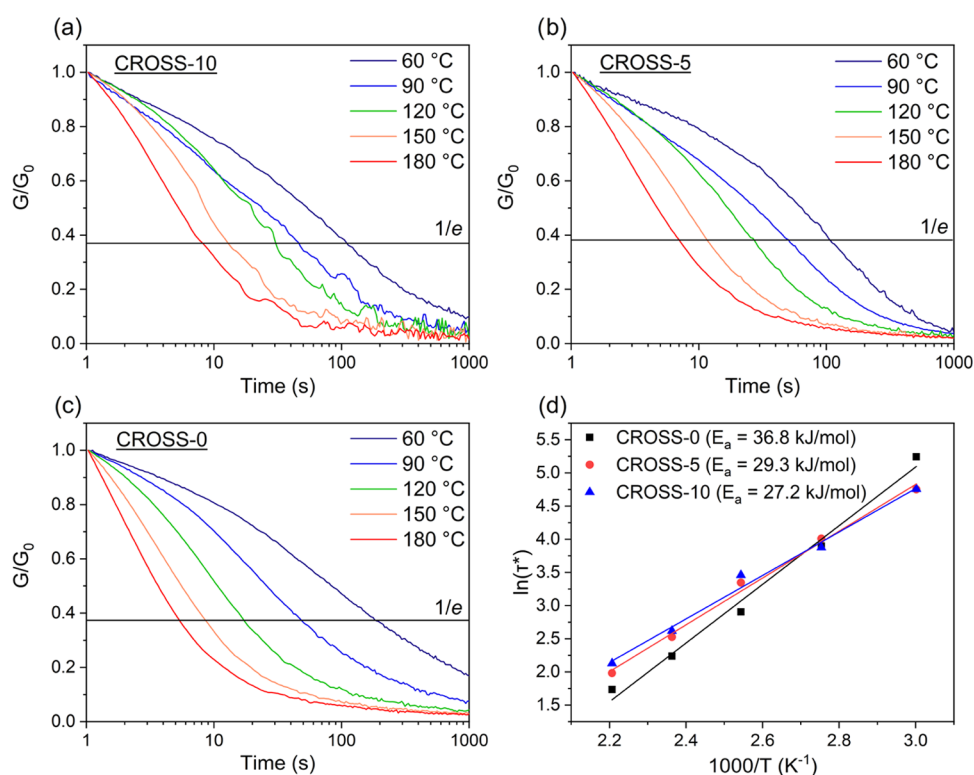 (a)
CROSS-10
60 °C
90 °C
120 °C
150 °C
180 °C
1/e
G/G0
1.0
0.8
0.6
0.4
0.2
0.0
1 10 100 1000
Time (s)
(b)
CROSS-5
60 °C
90 °C
120 °C
150 °C
180 °C
1/e
G/G0
1.0
0.8
0.6
0.4
0.2
0.0
1 10 100 1000
Time (s)
(c)
CROSS-0
60 °C
90 °C
120 °C
150 °C
180 °C
1/e
G/G0
1.0
0.8
0.6
0.4
0.2
0.0
1 10 100 1000
Time (s)
(d)
CROSS-0 (Ea = 36.8 kJ/mol)
CROSS-5 (Ea = 29.3 kJ/mol)
CROSS-10 (Ea = 27.2 kJ/mol)
ln(τ*)
5.5
5.0
4.5
4.0
3.5
3.0
2.5
2.0
1.5
2.2 2.4 2.6 2.8 3.0
1000/T (K-1)